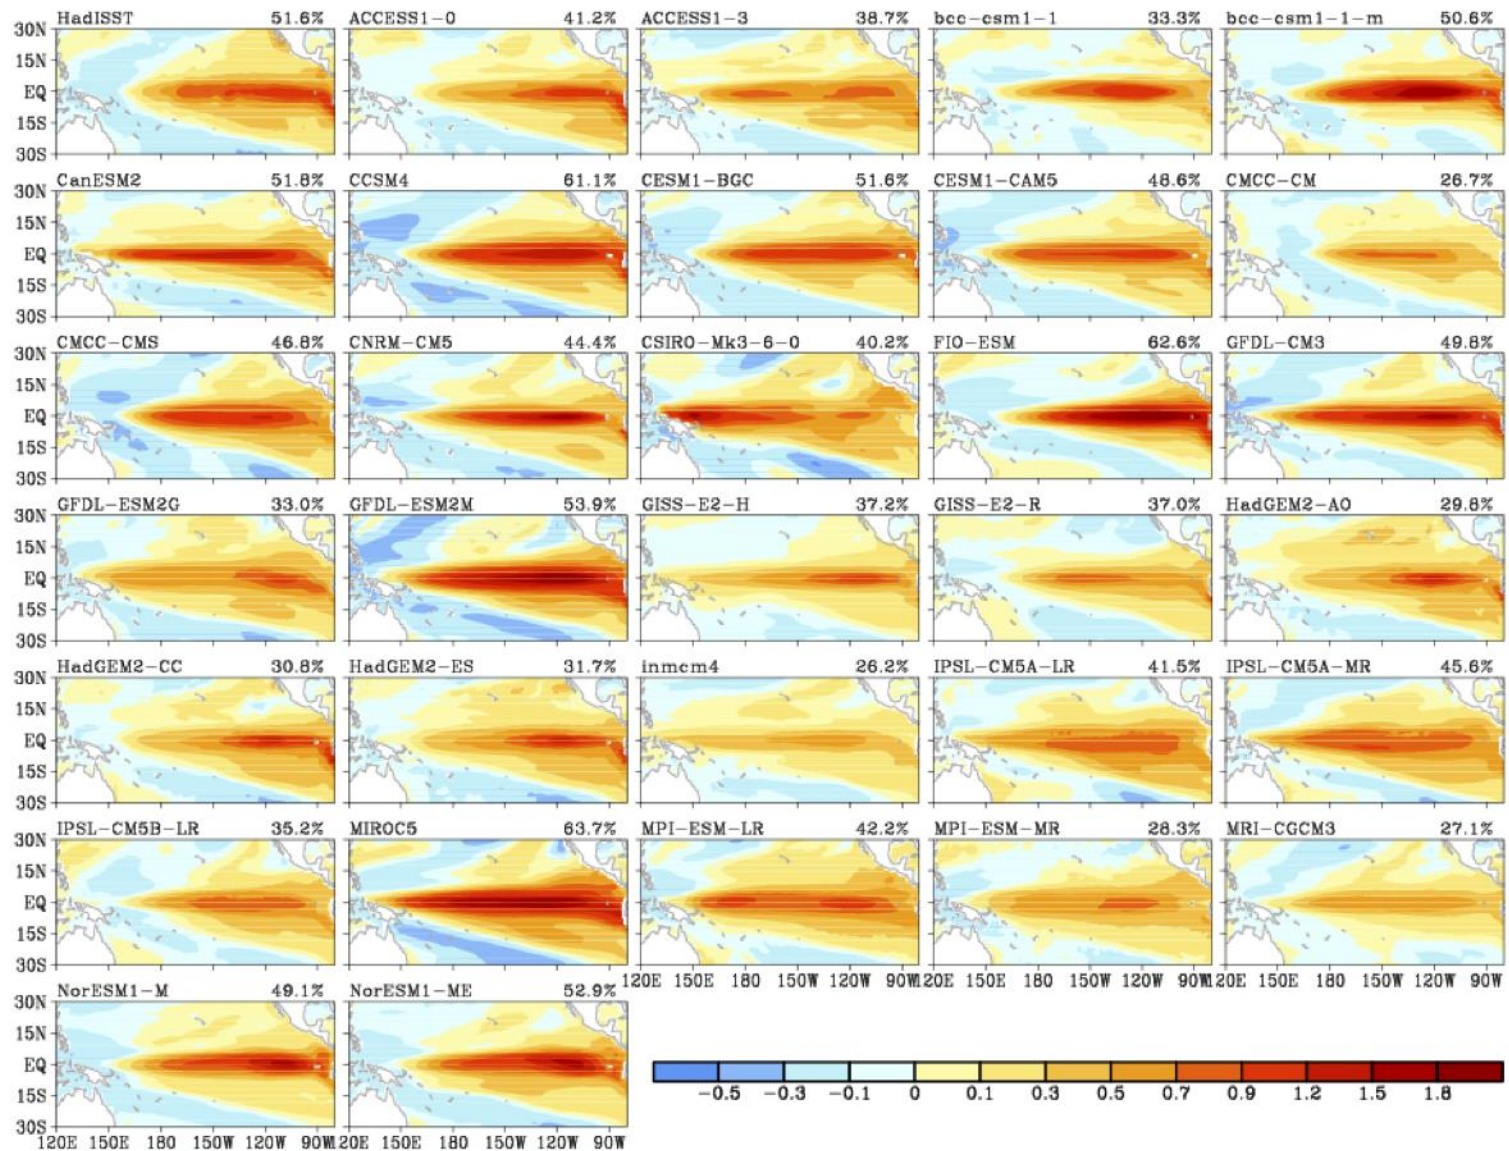 HadISST 51.6% ACCESS1-0 41.2% ACCESS1-3 38.7% bcc-csm1-1 33.3% bcc-csm1-1-m 50.6%
30N
15N
EQ
15S
30S
CanESM2 51.8% CCSM4 61.1% CESM1-BGC 51.6% CESM1-CAM5 48.6% CMCC-CM 26.7%
30N
15N
EQ
15S
30S
CMCC-CMS 46.8% CNRM-CM5 44.4% CSIRO-Mk3-6-0 40.2% FIO-ESM 62.6% GFDL-CM3 49.8%
30N
15N
EQ
15S
30S
GFDL-ESM2G 33.0% GFDL-ESM2M 53.9% GISS-E2-H 37.2% GISS-E2-R 37.0% HadGEM2-AO 29.8%
30N
15N
EQ
15S
30S
HadGEM2-CC 30.8% HadGEM2-ES 31.7% inmcm4 26.2% IPSL-CM5A-LR 41.5% IPSL-CM5A-MR 45.6%
30N
15N
EQ
15S
30S
IPSL-CM5B-LR 35.2% MIROC5 63.7% MPI-ESM-LR 42.2% MPI-ESM-MR 28.3% MRI-CGCM3 27.1%
30N
15N
EQ
15S
30S
120E 150E 180 150W 120W 90W 120E 150E 180 150W 120W 90W 120E 150E 180 150W 120W 90W
NorESM1-M 49.1% NorESM1-ME 52.9%
30N
15N
EQ
15S
30S
120E 150E 180 150W 120W 90W 120E 150E 180 150W 120W 90W
-0.5 -0.3 -0.1 0 0.1 0.3 0.5 0.7 0.9 1.2 1.5 1.8